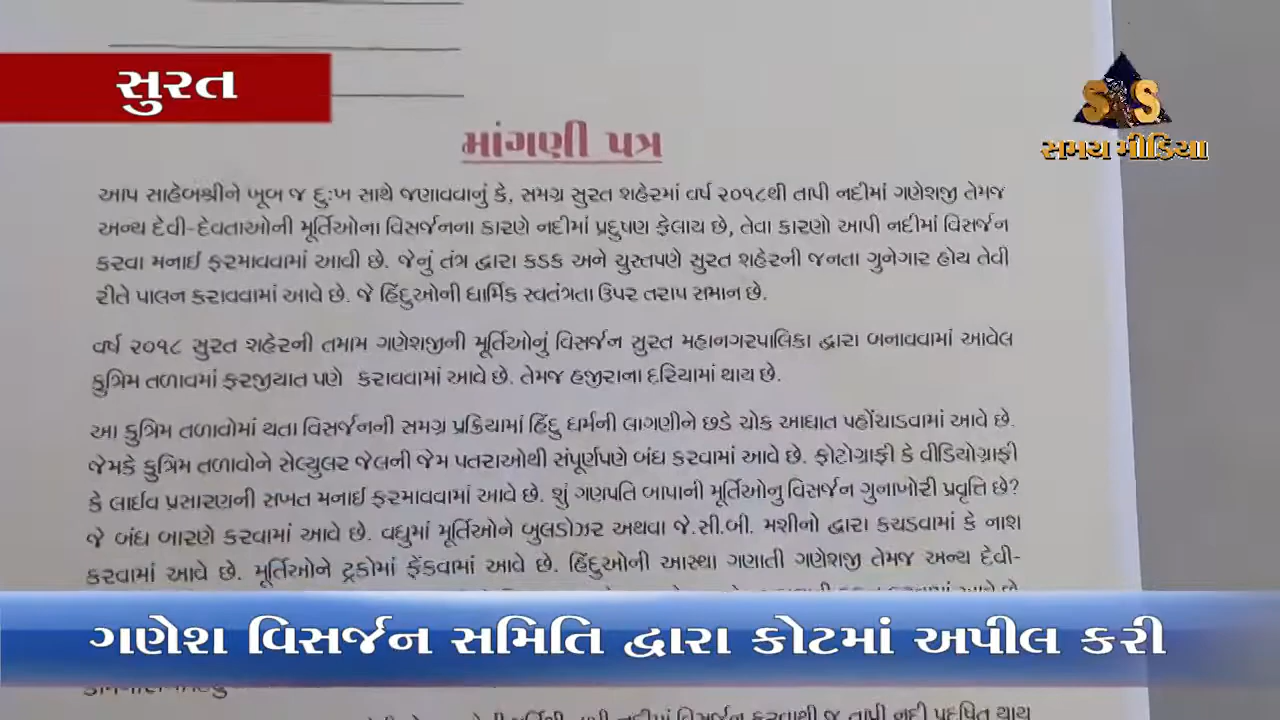 સુરત
SMS
સમય મીડિયા
માંગણી પત્ર
આપ સાહેબશ્રીને ખૂબ જ દુઃખ સાથે જણાવવાનું કે, સમગ્ર સુરત શહેરમાં વર્ષ ૨૦૧૮થી તાપી નદીમાં ગણેશજી તેમજ
અન્ય દેવી-દેવતાઓની મૂર્તિઓના વિસર્જનના કારણે નદીમાં પ્રદુષણ ફેલાય છે, તેવા કારણો આપી નદીમાં વિસર્જન
કરવા મનાઈ ફરમાવવામાં આવી છે. જેનું તંત્ર દ્વારા કડક અને ચુસ્તપણે સુરત શહેરની જનતા ગુનેગાર હોય તેવી
રીતે પાલન કરાવવામાં આવે છે. જે હિંદુઓની ધાર્મિક સ્વતંત્રતા ઉપર તરાપ સમાન છે.
વર્ષ ૨૦૧૮ સુરત શહેરની તમામ ગણેશજીની મૂર્તિઓનું વિસર્જન સુરત મહાનગરપાલિકા દ્વારા બનાવવામાં આવેલ
કુત્રિમ તળાવમાં ફરજીયાત પણે કરાવવામાં આવે છે. તેમજ હજીરાના દરિયામાં થાય છે.
આ કુત્રિમ તળાવોમાં થતા વિસર્જનની સમગ્ર પ્રક્રિયામાં હિંદુ ધર્મની લાગણીને છડે ચોક આઘાત પહોંચાડવામાં આવે છે.
જેમકે કુત્રિમ તળાવોને સેલ્યુલર જેલની જેમ પતરાઓથી સંપૂર્ણપણે બંધ કરવામાં આવે છે. ફોટોગ્રાફી કે વીડિયોગ્રાફી
કે લાઈવ પ્રસારણની સખત મનાઈ ફરમાવવામાં આવે છે. શું ગણપતિ બાપાની મૂર્તિઓનુ વિસર્જન ગુનાખોરી પ્રવૃત્તિ છે?
જે બંધ બારણે કરવામાં આવે છે. વધુમાં મૂર્તિઓને બુલડોઝર અથવા જે.સી.બી. મશીનો દ્વારા કચડવામાં કે નાશ
કરવામાં આવે છે. મૂર્તિઓને ટ્રકોમાં ફેંકવામાં આવે છે. હિંદુઓની આસ્થા ગણાતી ગણેશજી તેમજ અન્ય દેવી-
ગણેશ વિસર્જન સમિતિ દ્વારા કોટમાં અપીલ કરી
નદીમાં વિસર્જન કરવાથી જ તાપી નદી પ્રદુષિત થાય